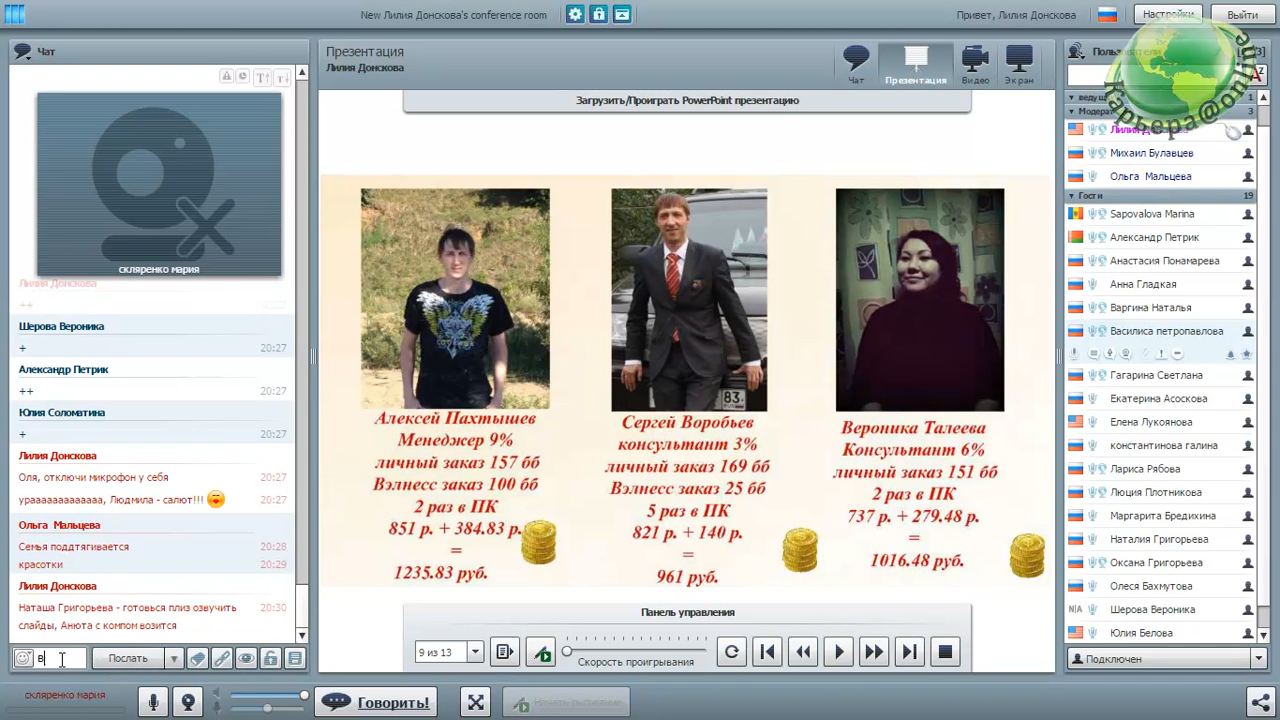 New Лилия Донскова's conference room
Привет, Лилия Донскова
Настройки
Выйти
Чат
скляренко мария
Лилия Донскова
++
Шерова Вероника
+ 20:27
Александр Петрик
++ 20:27
Юлия Соломатина
+ 20:27
Лилия Донскова
Оля, отключи микрофон у себя 20:27
урааааааааааааа, Людмила - салют!!! 20:27
Ольга Мальцева
Семья поддтягивается 20:28
красотки 20:29
Лилия Донскова
Наташа Григорьева - готовься плиз озвучить 20:30
слайды, Анюта с компом возится
в
Послать
Презентация
Лилия Донскова
Чат
Презентация
Видео
Экран
Загрузить/Проиграть PowerPoint презентацию
Алексей Пахтышев
Менеджер 9%
личный заказ 157 бб
Вэлнесс заказ 100 бб
2 раз в ПК
851 р. + 384.83 р.
=
1235.83 руб.
Сергей Воробьев
консультант 3%
личный заказ 169 бб
Вэлнесс заказ 25 бб
5 раз в ПК
821 р. + 140 р.
=
961 руб.
Вероника Талеева
Консультант 6%
личный заказ 151 бб
2 раз в ПК
737 р. + 279.48 р.
=
1016.48 руб.
83
Панель управления
9 из 13
Скорость проигрывания
Карьера@online
Гости 19
Михаил Булавцев
Ольга Мальцева
Sapovalova Marina
Александр Петрик
Анастасия Понамарева
Анна Гладкая
Варгина Наталья
Василиса петропавлова
Гагарина Светлана
Екатерина Асоскова
Елена Лукоянова
константинова галина
Лариса Рябова
Люция Плотникова
Маргарита Бредихина
Наталия Григорьева
Оксана Григорьева
Олеся Бахмутова
N/A Шерова Вероника
Юлия Белова
Подключен
скляренко мария
Говорить!